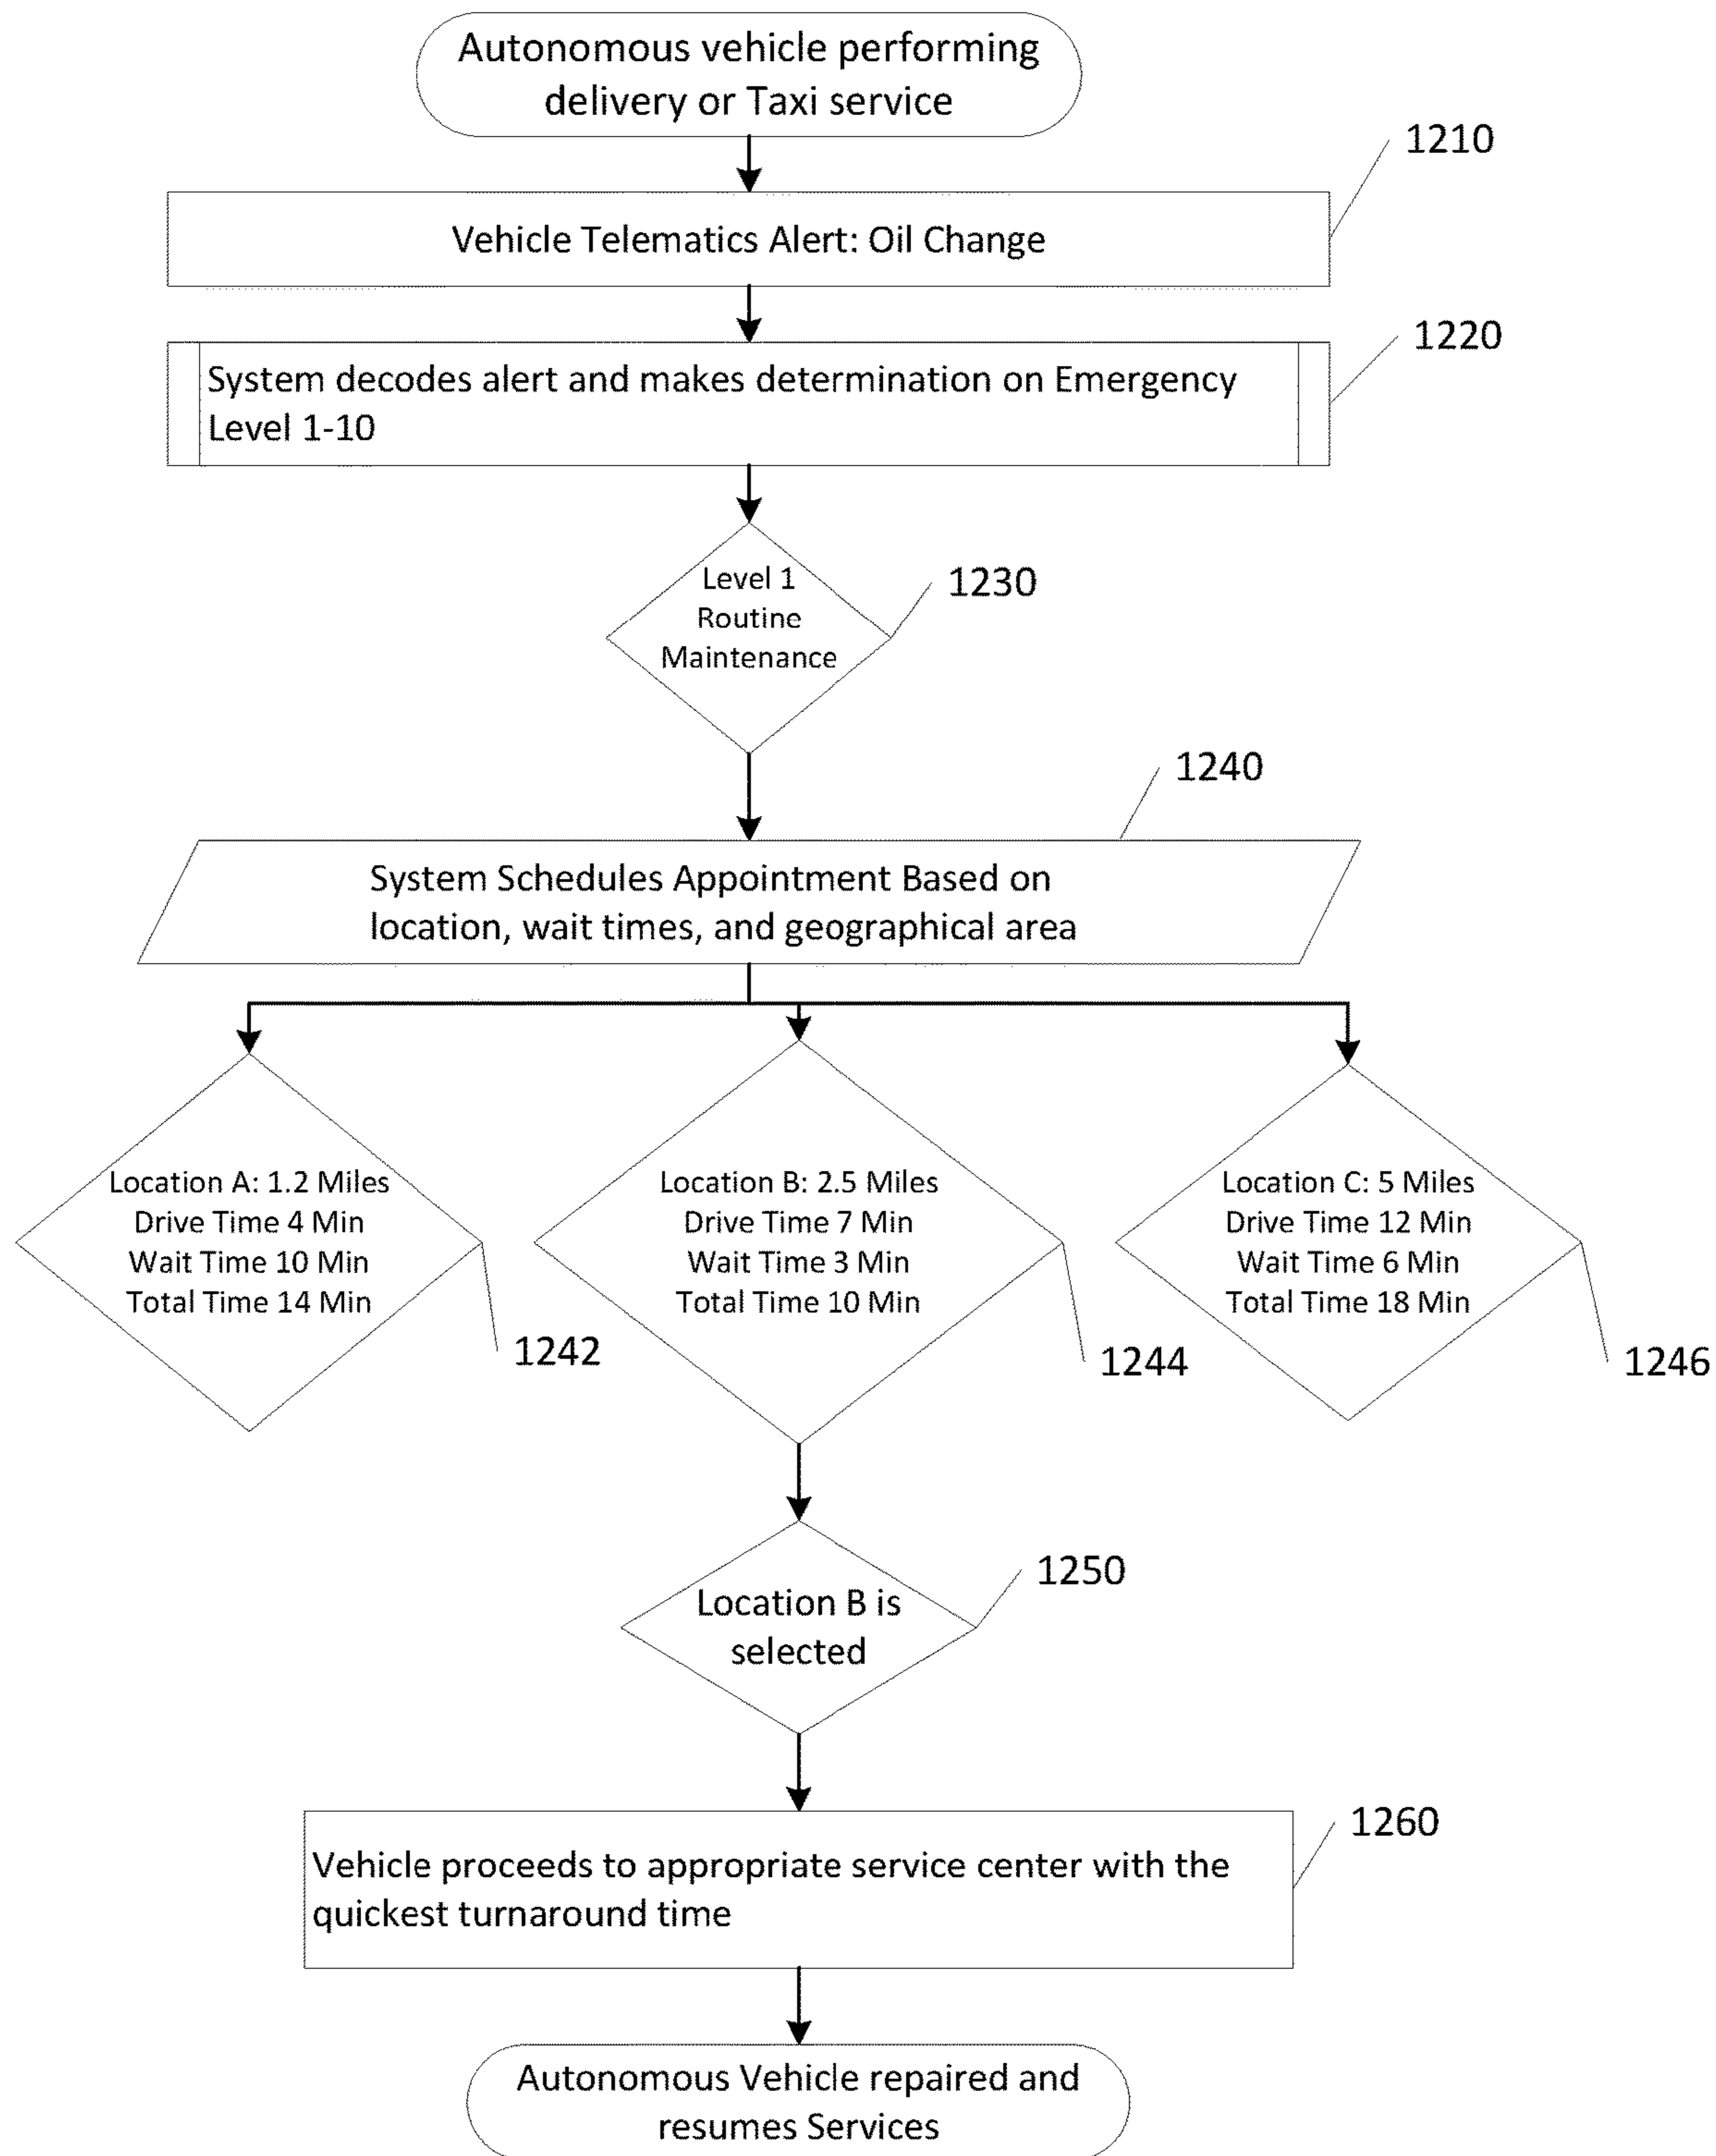 Autonomous vehicle performing
delivery or Taxi service
1210
Vehicle Telematics Alert: Oil Change
1220
System decodes alert and makes determination on Emergency
Level 1-10
1230
Level 1
Routine
Maintenance
1240
System Schedules Appointment Based on
location, wait times, and geographical area
Location A: 1.2 Miles
Drive Time 4 Min
Wait Time 10 Min
Total Time 14 Min
1242
Location B: 2.5 Miles
Drive Time 7 Min
Wait Time 3 Min
Total Time 10 Min
1244
Location C: 5 Miles
Drive Time 12 Min
Wait Time 6 Min
Total Time 18 Min
1246
1250
Location B is
selected
1260
Vehicle proceeds to appropriate service center with the
quickest turnaround time
Autonomous Vehicle repaired and
resumes Services